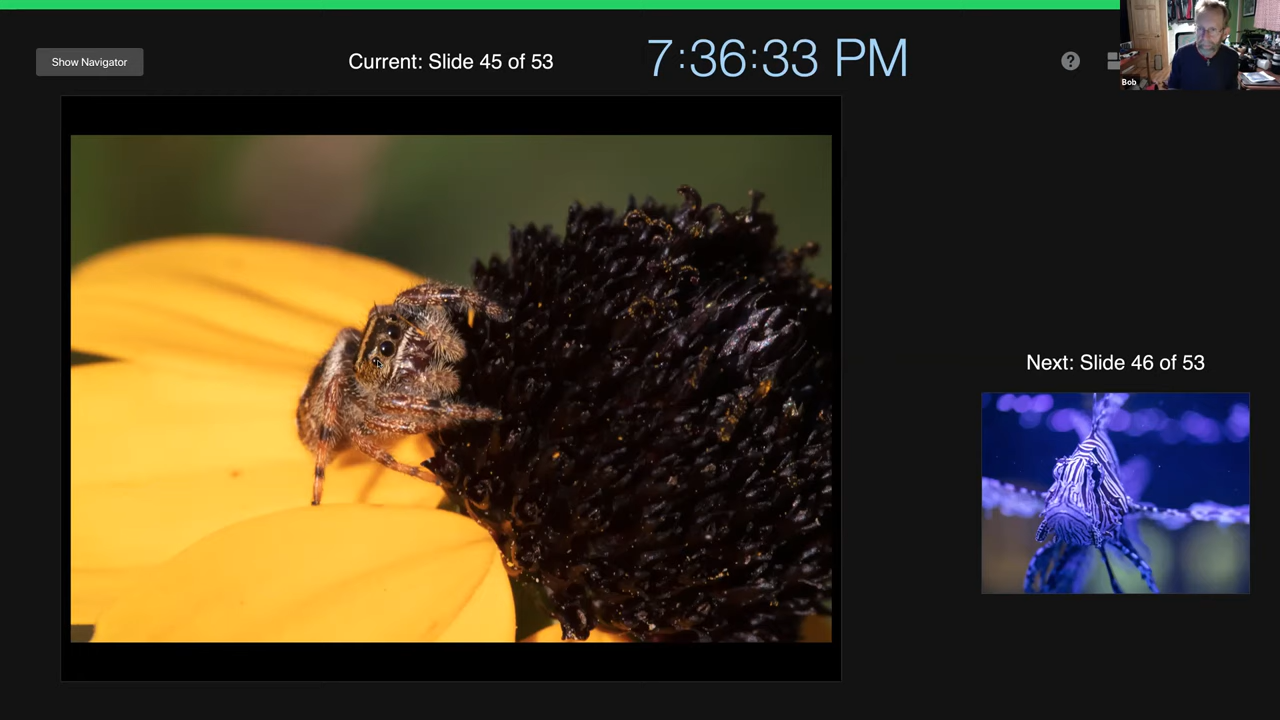 Show Navigator
Current: Slide 45 of 53
7:36:33 PM
?
Bob
Next: Slide 46 of 53